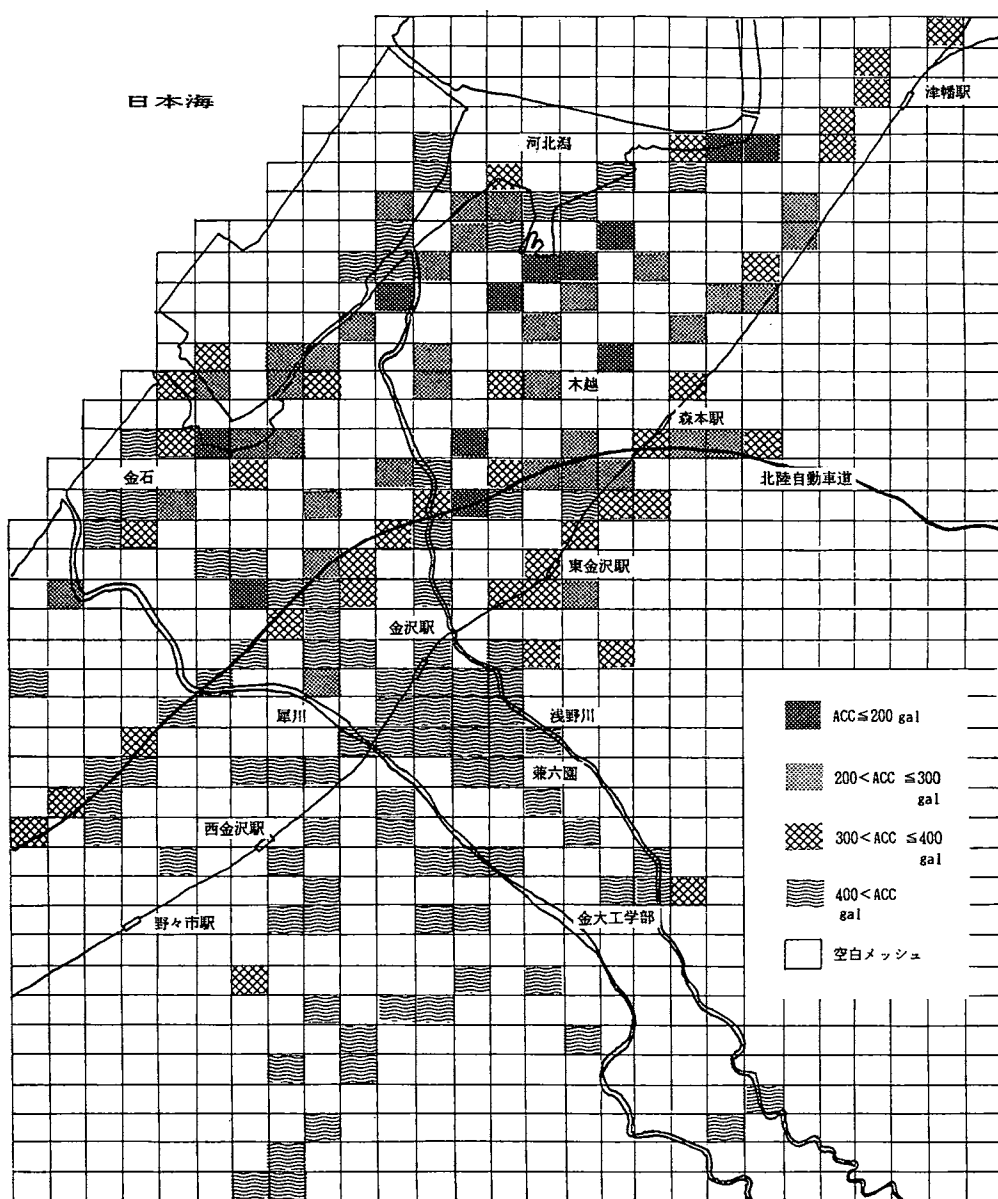 日本海
津幡駅
河北潟
木越
森本駅
金石
北陸自動車道
東金沢駅
金沢駅
犀川
浅野川
兼六園
西金沢駅
野々市駅
金大工学部
ACC≦200 gal
200<ACC ≦300
gal
300<ACC ≦400
gal
400<ACC
gal
空白メッシュ